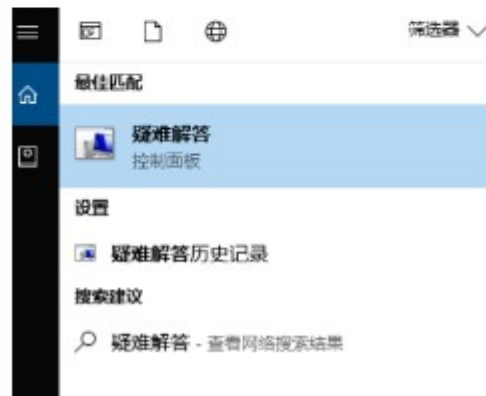 筛选器
最佳匹配
疑难解答
控制面板
设置
疑难解答历史记录
搜索建议
疑难解答 - 查看网络搜索结果